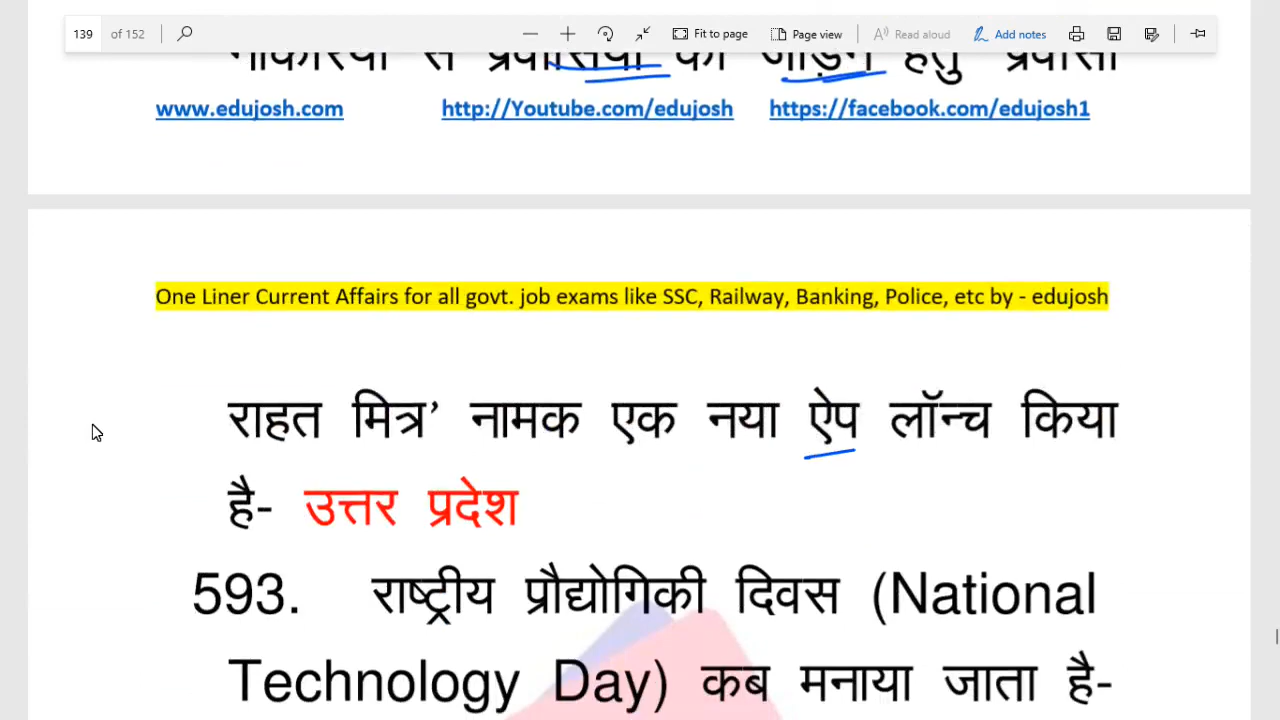 139 of 152 Fit to page Page view Read aloud Add notes
से प्रवासियों को जोड़ने हेतु प्रवासी
www.edujosh.com http://Youtube.com/edujosh https://facebook.com/edujosh1
One Liner Current Affairs for all govt. job exams like SSC, Railway, Banking, Police, etc by - edujosh
राहत मित्र’ नामक एक नया ऐप लॉन्च किया
है- उत्तर प्रदेश
593. राष्ट्रीय प्रौद्योगिकी दिवस (National
Technology Day) कब मनाया जाता है-